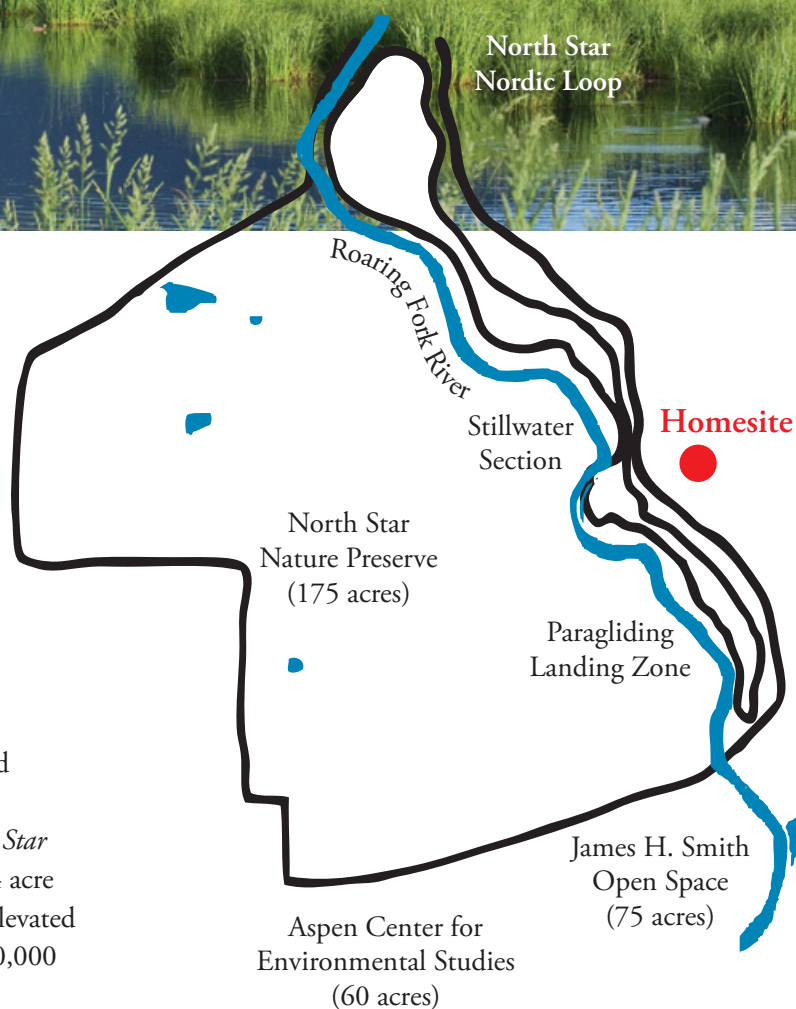 North Star
Nordic Loop
Roaring Fork River
Stillwater
Section
Homesite
North Star
Nature Preserve
(175 acres)
Paragliding
Landing Zone
Star
acre
James H. Smith
Open Space
(75 acres)
Aspen Center for
Environmental Studies
(60 acres)